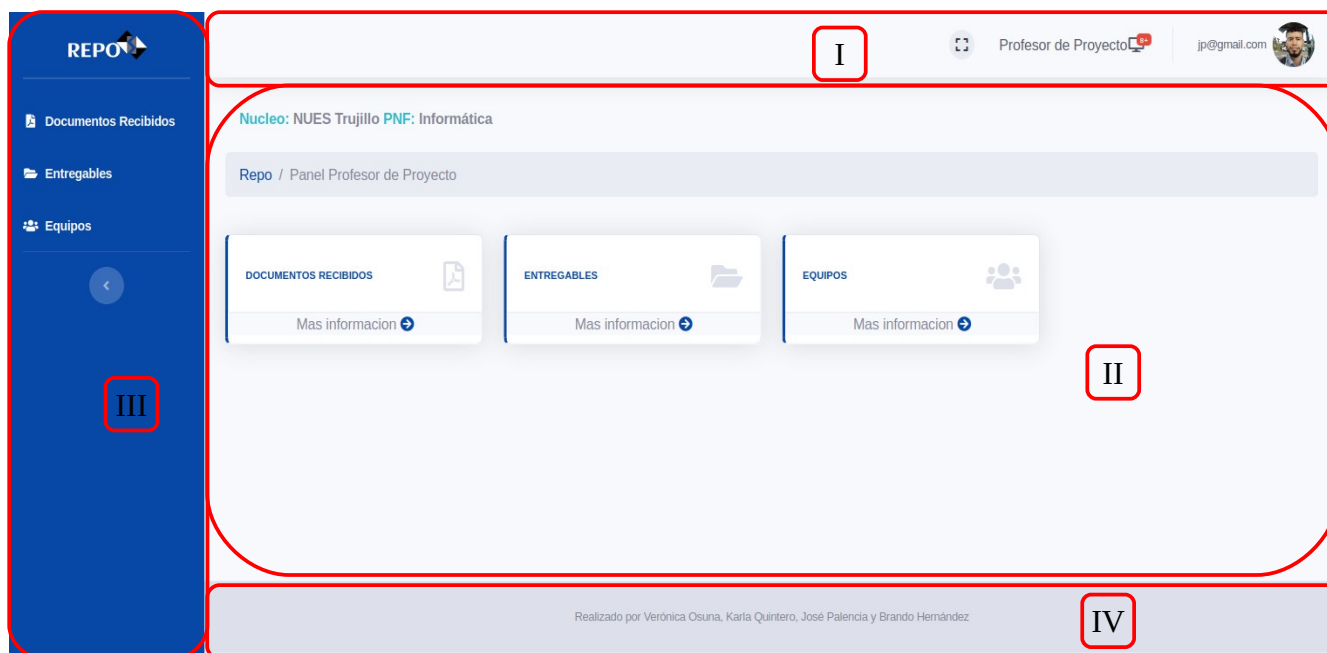 REPO
I
Profesor de Proyecto
8+
jp@gmail.com
Documentos Recibidos
Entregables
Equipos
III
Nucleo: NUES Trujillo PNF: Informática
Repo / Panel Profesor de Proyecto
DOCUMENTOS RECIBIDOS
Mas informacion
ENTREGABLES
Mas informacion
EQUIPOS
Mas informacion
II
Realizado por Verónica Osuna, Karla Quintero, José Palencia y Brando Hernández
IV